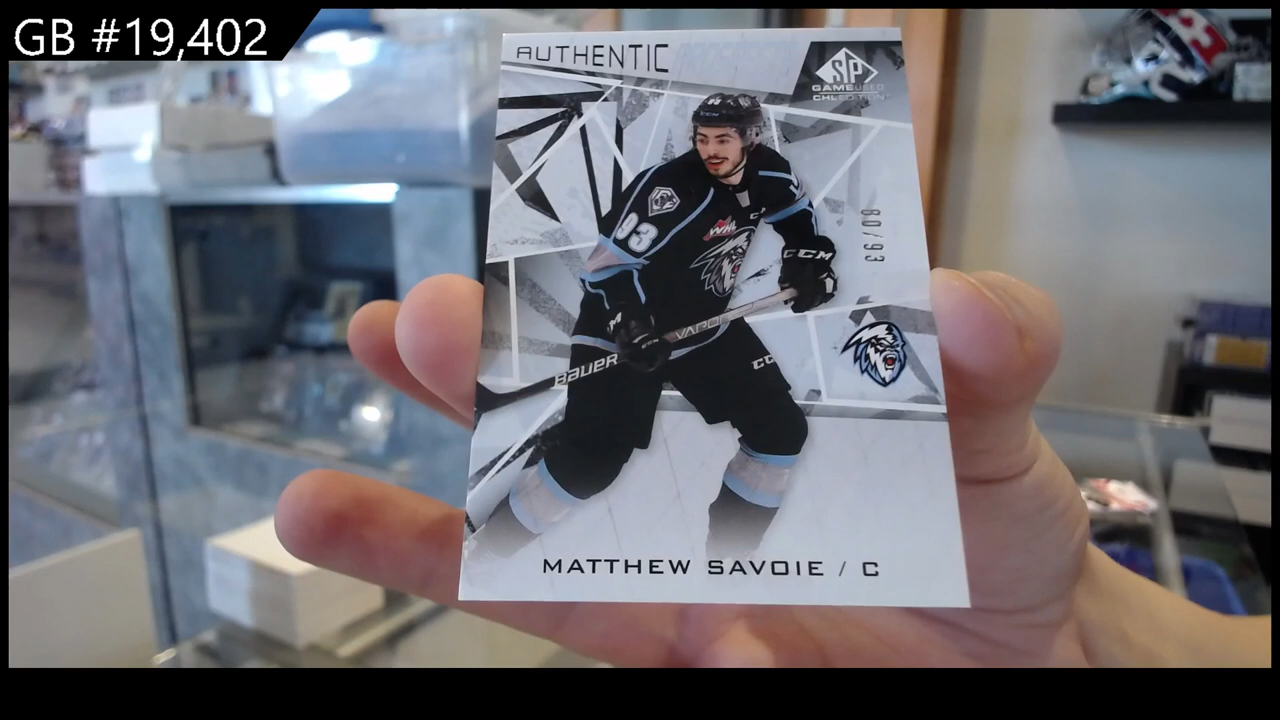 GB #19,402
AUTHENTIC
SP
GAME USED
CHL EDITION
93
WHL
C
80/93
CCM
CCM
VAPOR
BAUER
CC
MATTHEW SAVOIE / C